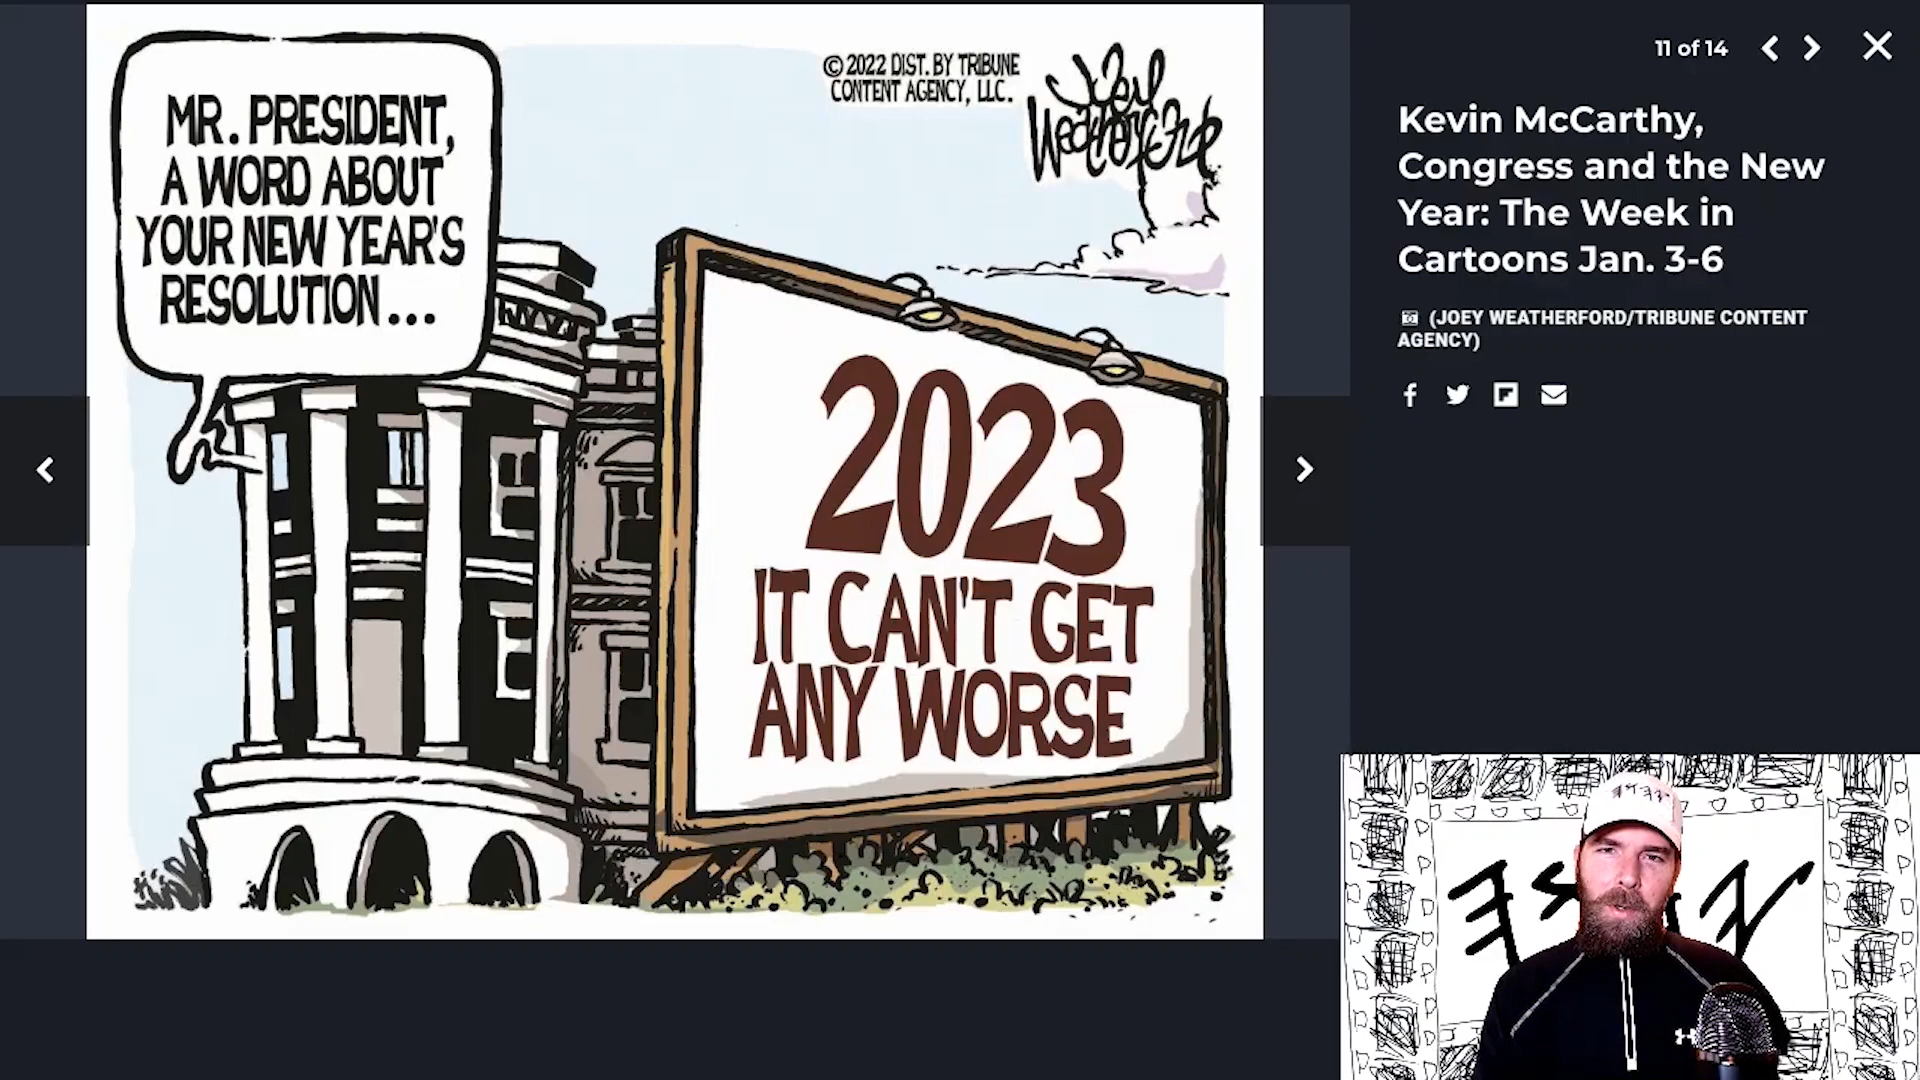 MR. PRESIDENT,
A WORD ABOUT
YOUR NEW YEAR'S
RESOLUTION...
© 2022 DIST. BY TRIBUNE
CONTENT AGENCY, LLC.
Joey
Weatherford
2023
IT CAN'T GET
ANY WORSE
11 of 14
Kevin McCarthy,
Congress and the New
Year: The Week in
Cartoons Jan. 3-6
(JOEY WEATHERFORD/TRIBUNE CONTENT
AGENCY)